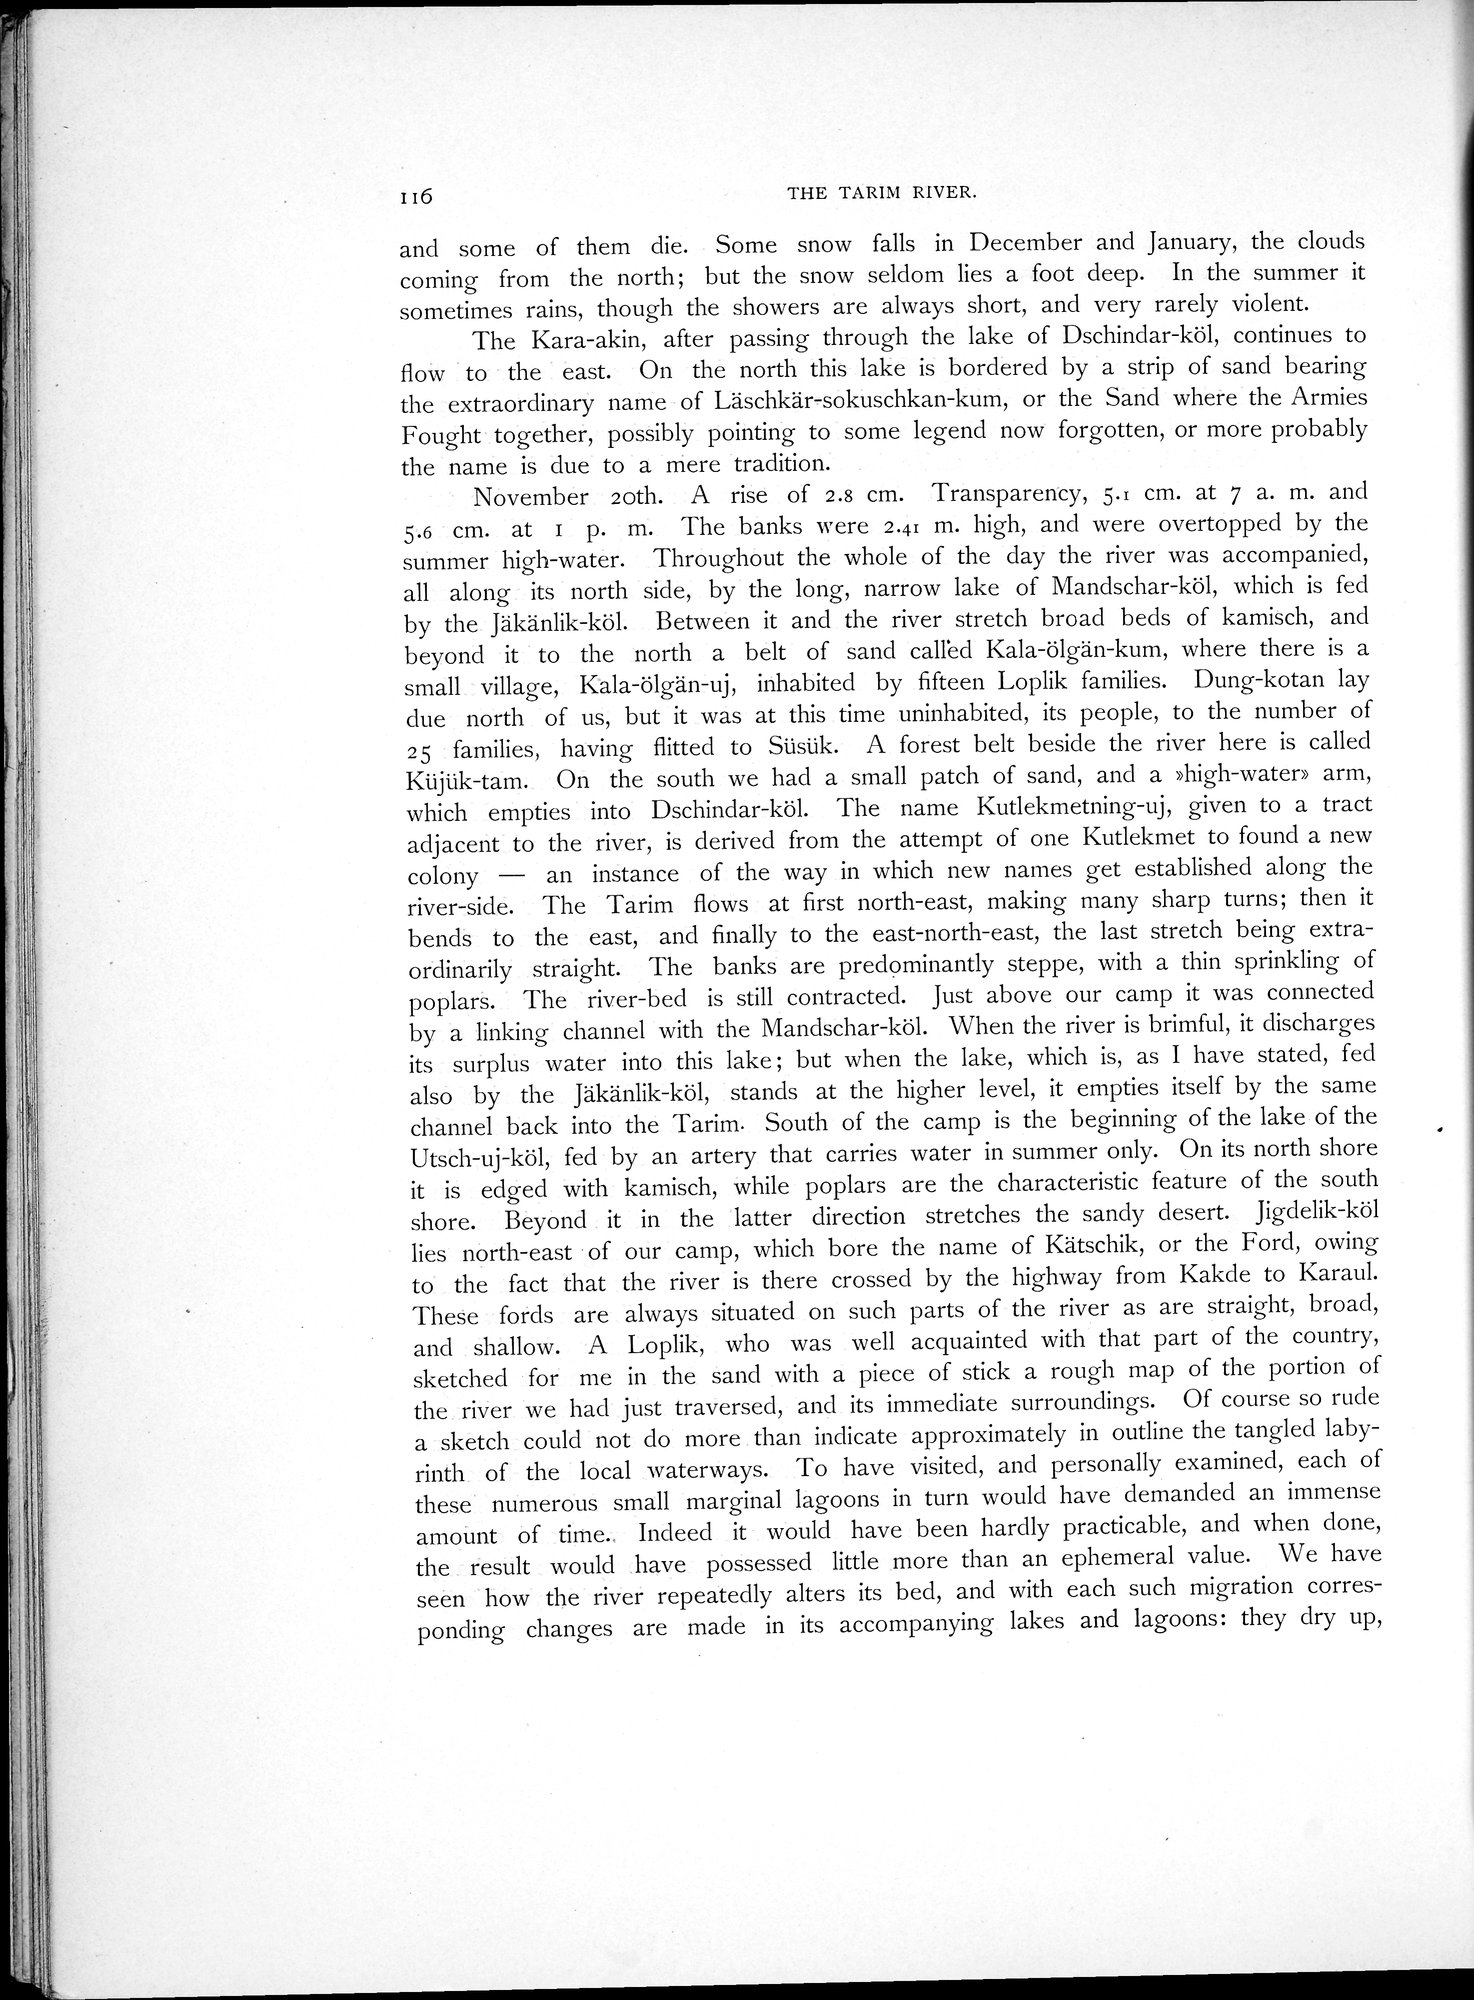 116
THE TARIM RIVER.
and some of them die. Some snow falls in December and January, the clouds
coming from the north; but the snow seldom lies a foot deep. In the summer it
sometimes rains, though the showers are always short, and very rarely violent.
The Kara-akin, after passing through the lake of Dschindar-köl, continues to
flow to the east. On the north this lake is bordered by a strip of sand bearing
the extraordinary name of Läschkär-sokuschkan-kum, or the Sand where the Armies
Fought together, possibly pointing to some legend now forgotten, or more probably
the name is due to a mere tradition.
November 20th. A rise of 2.8 cm. Transparency, 5.1 cm. at 7 a. m. and
5.6 cm. at 1 p. m. The banks were 2.41 m. high, and were overtopped by the
summer high-water. Throughout the whole of the day the river was accompanied,
all along its north side, by the long, narrow lake of Mandschar-köl, which is fed
by the Jäkänlik-köl. Between it and the river stretch broad beds of kamisch, and
beyond it to the north a belt of sand called Kala-ölgän-kum, where there is a
small village, Kala-ölgän-uj, inhabited by fifteen Loplik families. Dung-kotan lay
due north of us, but it was at this time uninhabited, its people, to the number of
25 families, having flitted to Süsük. A forest belt beside the river here is called
Küjük-tam. On the south we had a small patch of sand, and a »high-water» arm,
which empties into Dschindar-köl. The name Kutlekmetning-uj, given to a tract
adjacent to the river, is derived from the attempt of one Kutlekmet to found a new
colony — an instance of the way in which new names get established along the
river-side. The Tarim flows at first north-east, making many sharp turns; then it
bends to the east, and finally to the east-north-east, the last stretch being extra-
ordinarily straight. The banks are predominantly steppe, with a thin sprinkling of
poplars. The river-bed is still contracted. Just above our camp it was connected
by a linking channel with the Mandschar-köl. When the river is brimful, it discharges
its surplus water into this lake; but when the lake, which is, as I have stated, fed
also by the Jäkänlik-köl, stands at the higher level, it empties itself by the same
channel back into the Tarim. South of the camp is the beginning of the lake of the
Utsch-uj-köl, fed by an artery that carries water in summer only. On its north shore
it is edged with kamisch, while poplars are the characteristic feature of the south
shore. Beyond it in the latter direction stretches the sandy desert. Jigdelik-köl
lies north-east of our camp, which bore the name of Kätschik, or the Ford, owing
to the fact that the river is there crossed by the highway from Kakde to Karaul.
These fords are always situated on such parts of the river as are straight, broad,
and shallow. A Loplik, who was well acquainted with that part of the country,
sketched for me in the sand with a piece of stick a rough map of the portion of
the river we had just traversed, and its immediate surroundings. Of course so rude
a sketch could not do more than indicate approximately in outline the tangled laby-
rinth of the local waterways. To have visited, and personally examined, each of
these numerous small marginal lagoons in turn would have demanded an immense
amount of time. Indeed it would have been hardly practicable, and when done,
the result would have possessed little more than an ephemeral value. We have
seen how the river repeatedly alters its bed, and with each such migration corres-
ponding changes are made in its accompanying lakes and lagoons: they dry up,